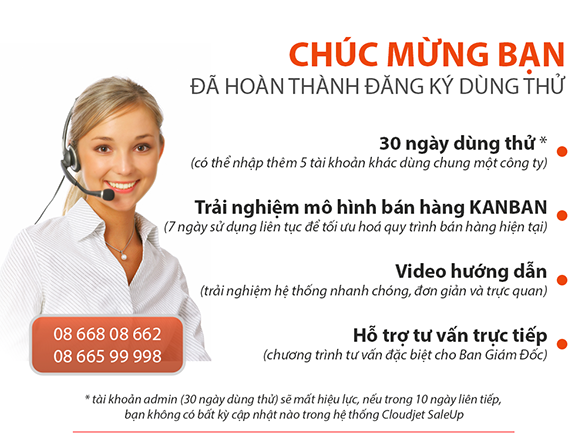 CHÚC MỪNG BẠN
ĐÃ HOÀN THÀNH ĐĂNG KÝ DÙNG THỬ
30 ngày dùng thử *
(có thể nhập thêm 5 tài khoản khác dùng chung một công ty)
Trải nghiệm mô hình bán hàng KANBAN
(7 ngày sử dụng liên tục để tối ưu hoá quy trình bán hàng hiện tại)
Video hướng dẫn
(trải nghiệm hệ thống nhanh chóng, đơn giản và trực quan)
Hỗ trợ tư vấn trực tiếp
(chương trình tư vấn đặc biệt cho Ban Giám Đốc)
08 668 08 662
08 665 99 998
* tài khoản admin (30 ngày dùng thử) sẽ mất hiệu lực, nếu trong 10 ngày liên tiếp,
bạn không có bất kỳ cập nhật nào trong hệ thống Cloudjet SaleUp